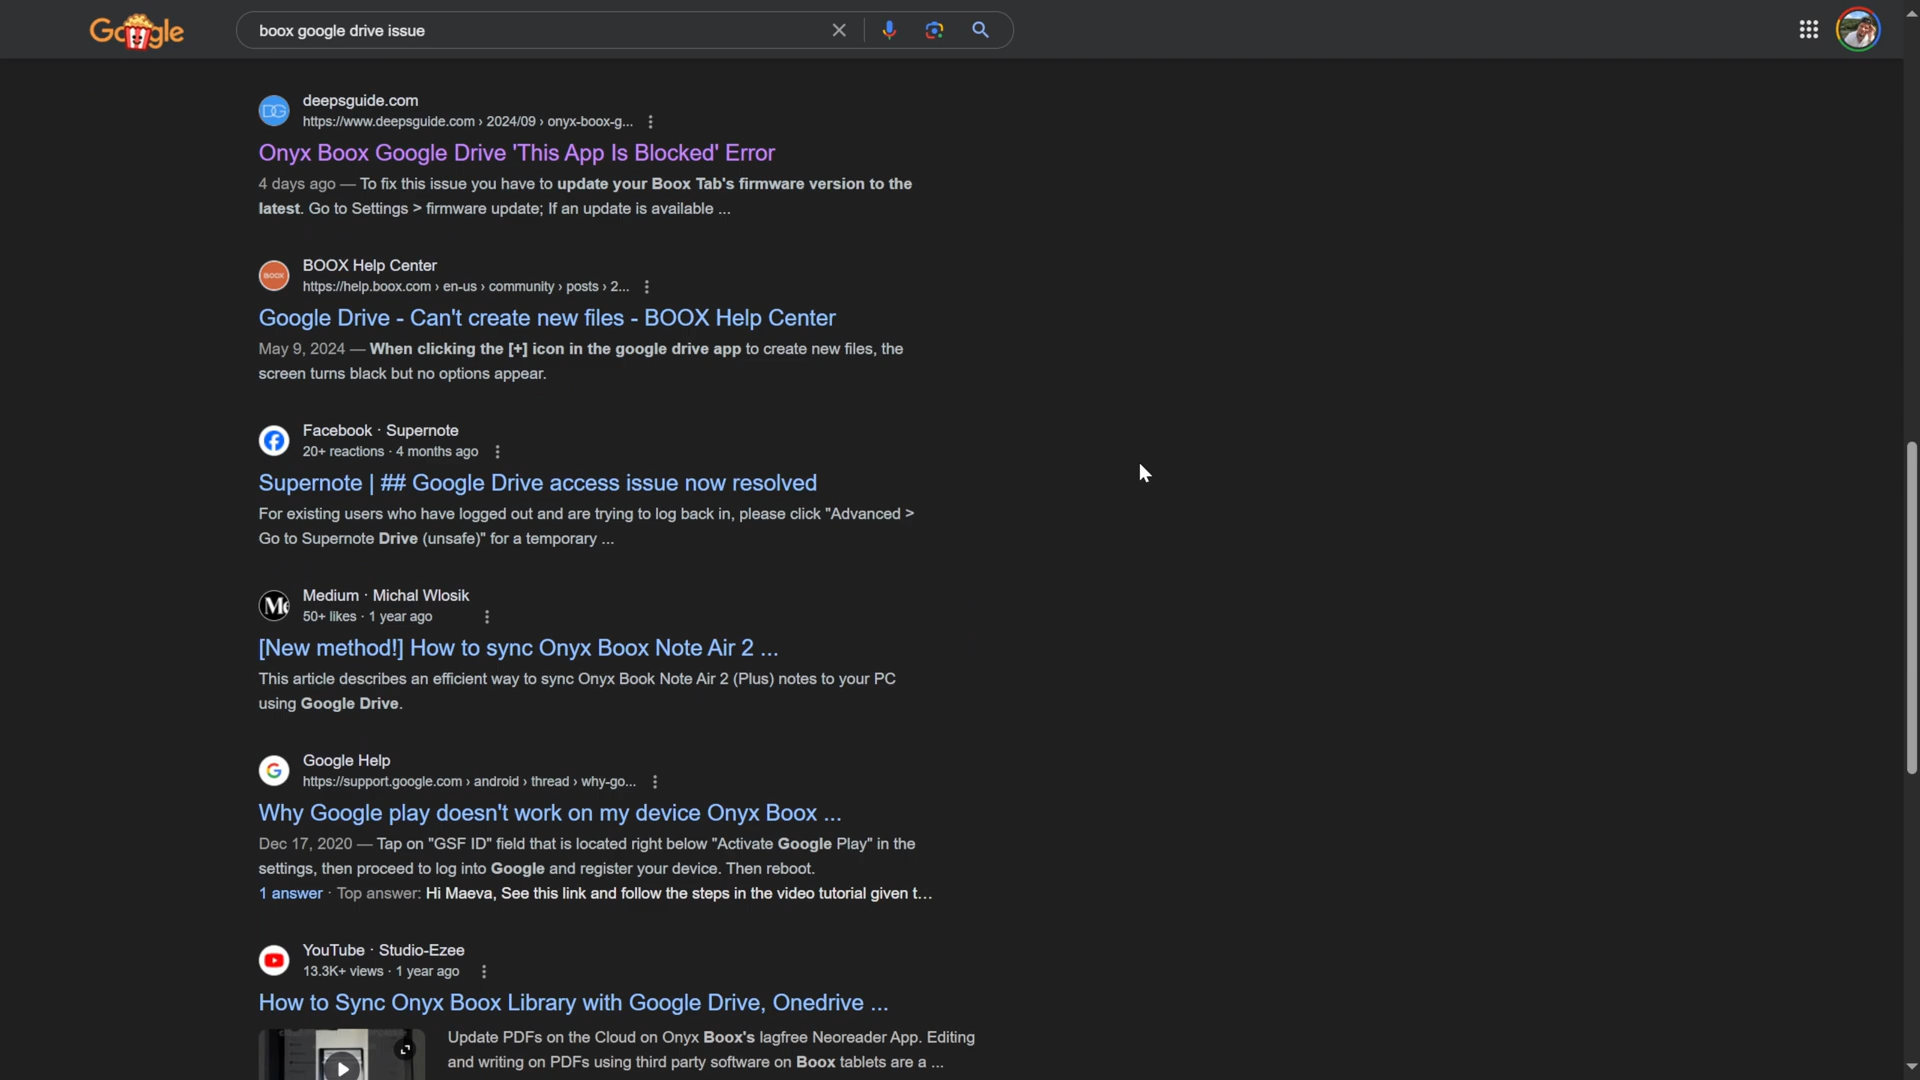 Google
boox google drive issue
DG
deepsguide.com
https://www.deepsguide.com › 2024/09 › onyx-boox-g...
Onyx Boox Google Drive 'This App Is Blocked' Error
4 days ago — To fix this issue you have to update your Boox Tab's firmware version to the
latest. Go to Settings > firmware update; If an update is available ...
BOOX
BOOX Help Center
https://help.boox.com › en-us › community › posts › 2...
Google Drive - Can't create new files - BOOX Help Center
May 9, 2024 — When clicking the [+] icon in the google drive app to create new files, the
screen turns black but no options appear.
Facebook · Supernote
20+ reactions · 4 months ago
Supernote | ## Google Drive access issue now resolved
For existing users who have logged out and are trying to log back in, please click "Advanced >
Go to Supernote Drive (unsafe)" for a temporary ...
Medium · Michal Wlosik
50+ likes · 1 year ago
[New method!] How to sync Onyx Boox Note Air 2 ...
This article describes an efficient way to sync Onyx Book Note Air 2 (Plus) notes to your PC
using Google Drive.
Google Help
https://support.google.com › android › thread › why-go...
Why Google play doesn't work on my device Onyx Boox ...
Dec 17, 2020 — Tap on "GSF ID" field that is located right below "Activate Google Play" in the
settings, then proceed to log into Google and register your device. Then reboot.
1 answer · Top answer: Hi Maeva, See this link and follow the steps in the video tutorial given t...
YouTube · Studio-Ezee
13.3K+ views · 1 year ago
How to Sync Onyx Boox Library with Google Drive, Onedrive ...
Update PDFs on the Cloud on Onyx Boox's lagfree Neoreader App. Editing
and writing on PDFs using third party software on Boox tablets are a ...